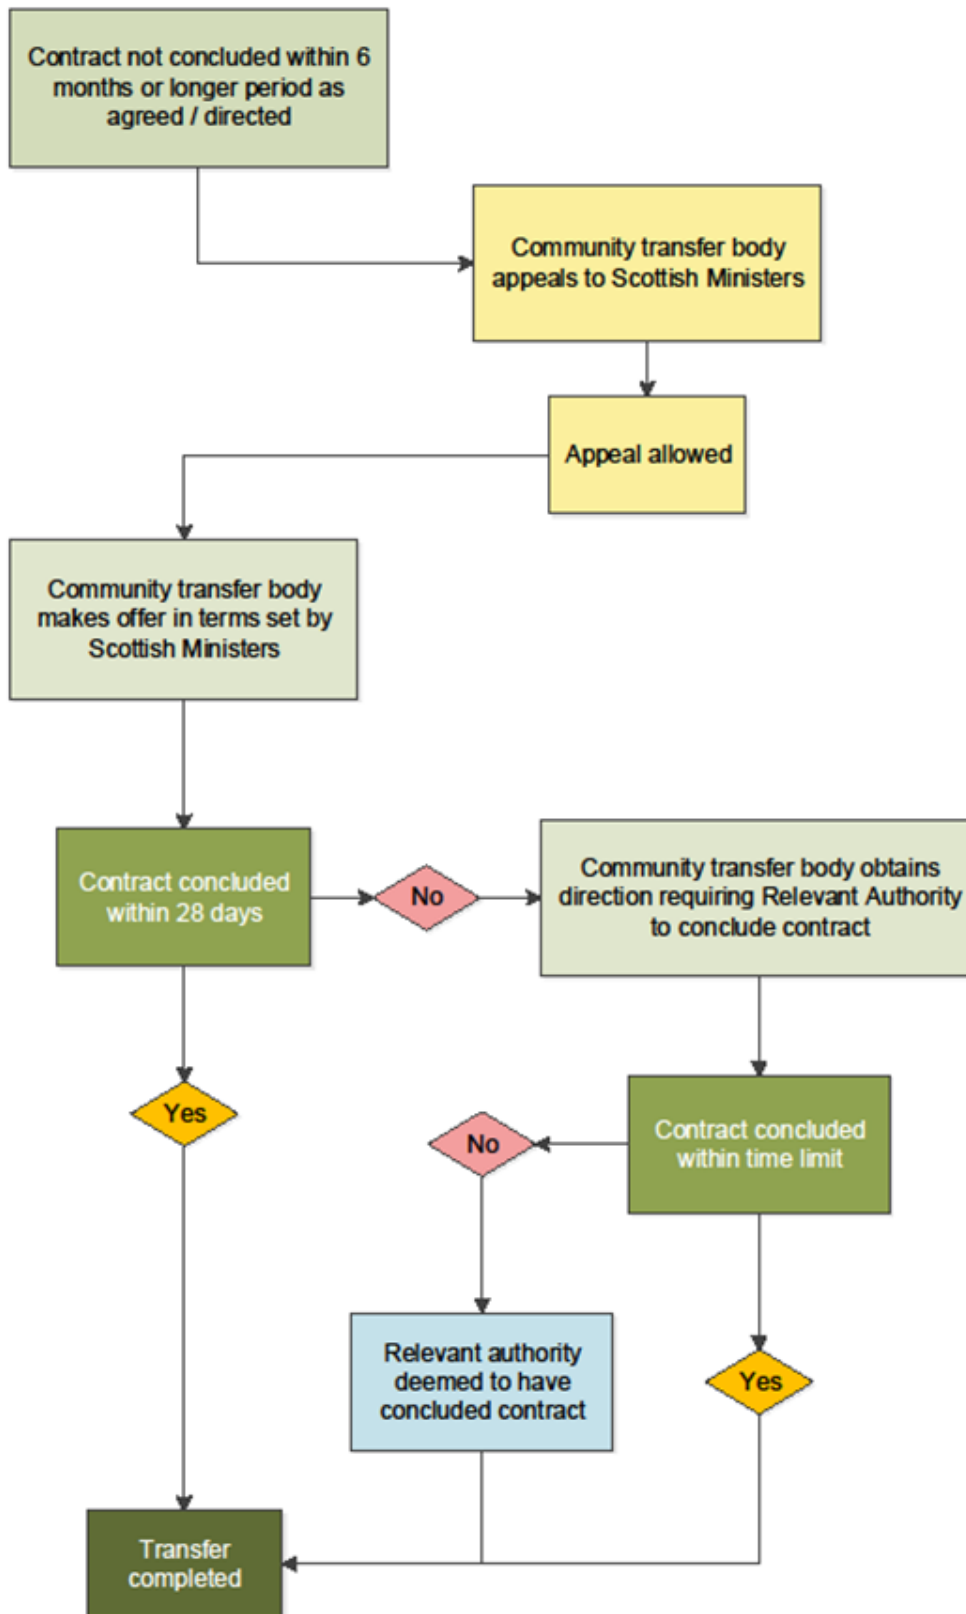 Contract not concluded within 6
months or longer period as
agreed / directed
Community transfer body
appeals to Scottish Ministers
Appeal allowed
Community transfer body
makes offer in terms set by
Scottish Ministers
Contract concluded
within 28 days
No
Community transfer body obtains
direction requiring Relevant Authority
to conclude contract
Yes
No
Contract concluded
within time limit
Relevant authority
deemed to have
concluded contract
Yes
Transfer
completed